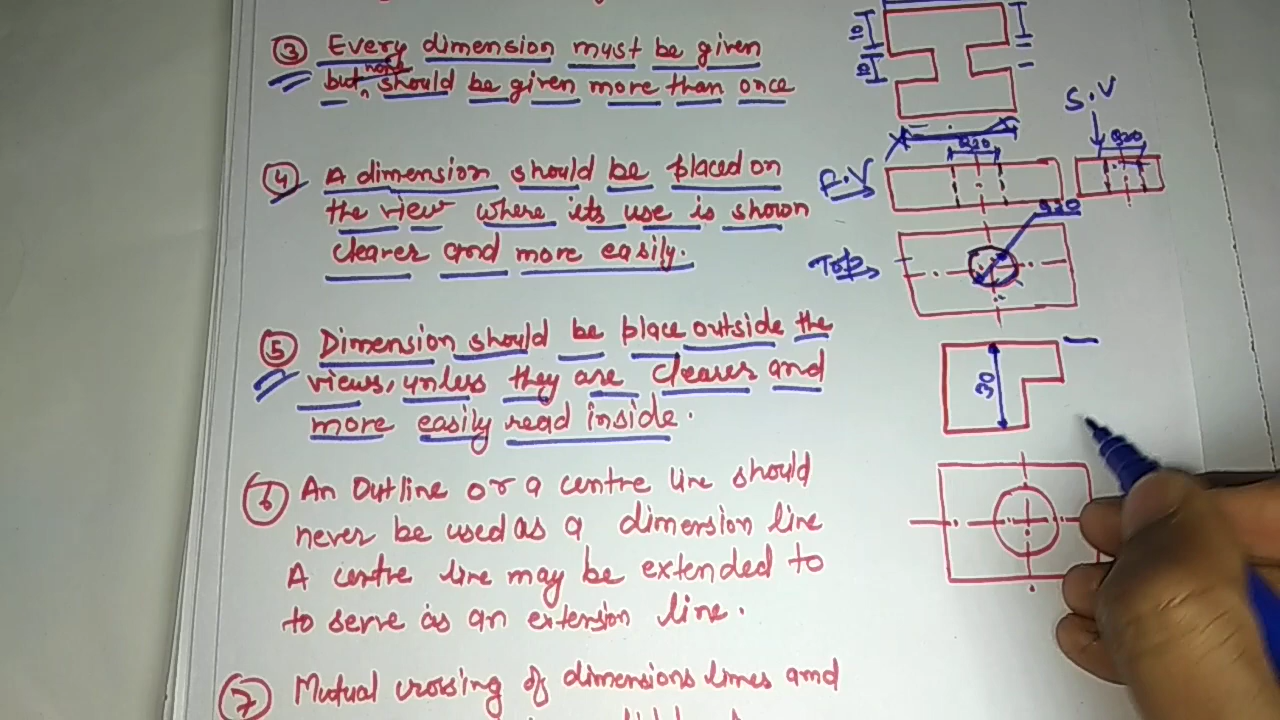 ③ Every dimension must be given
but none should be given more than once
④ A dimension should be placed on
the view where its use is shown
clearer and more easily.
⑤ Dimension should be place outside the
views, unless they are clearer and
more easily read inside.
⑥ An Outline or a centre line should
never be used as a dimension line
A centre line may be extended to
to serve as an extension line.
⑦ Mutual crossing of dimensions lines and
S.V
F.V
Top
30